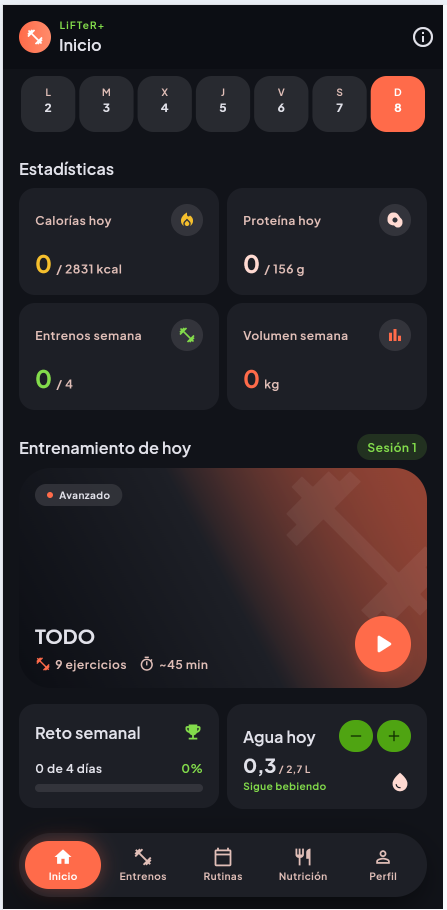 LiFTeR+
Inicio
L M X J V S D
2 3 4 5 6 7 8
Estadísticas
Calorías hoy
0 / 2831 kcal
Proteína hoy
0 / 156 g
Entrenos semana
0 / 4
Volumen semana
0 kg
Entrenamiento de hoy
Sesión 1
Avanzado
TODO
9 ejercicios ~45 min
Reto semanal
0 de 4 días 0%
Agua hoy
0,3 / 2,7 L
Sigue bebiendo
Inicio Entrenos Rutinas Nutrición Perfil